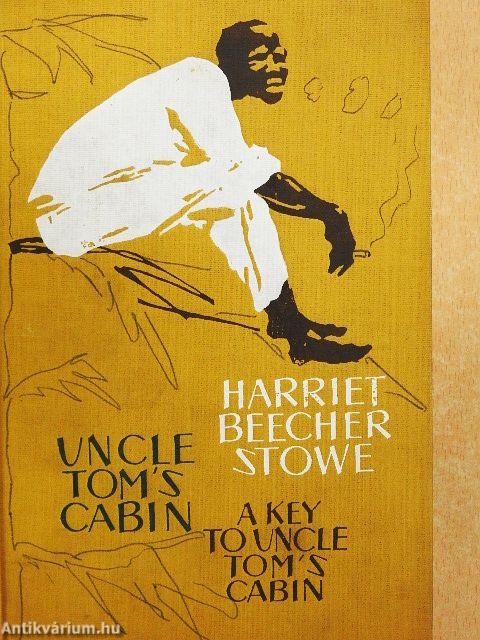 HARRIET
BEECHER
STOWE
UNCLE
TOM'S
CABIN
A KEY
TO UNCLE
TOM'S
CABIN
Antikvárium.hu